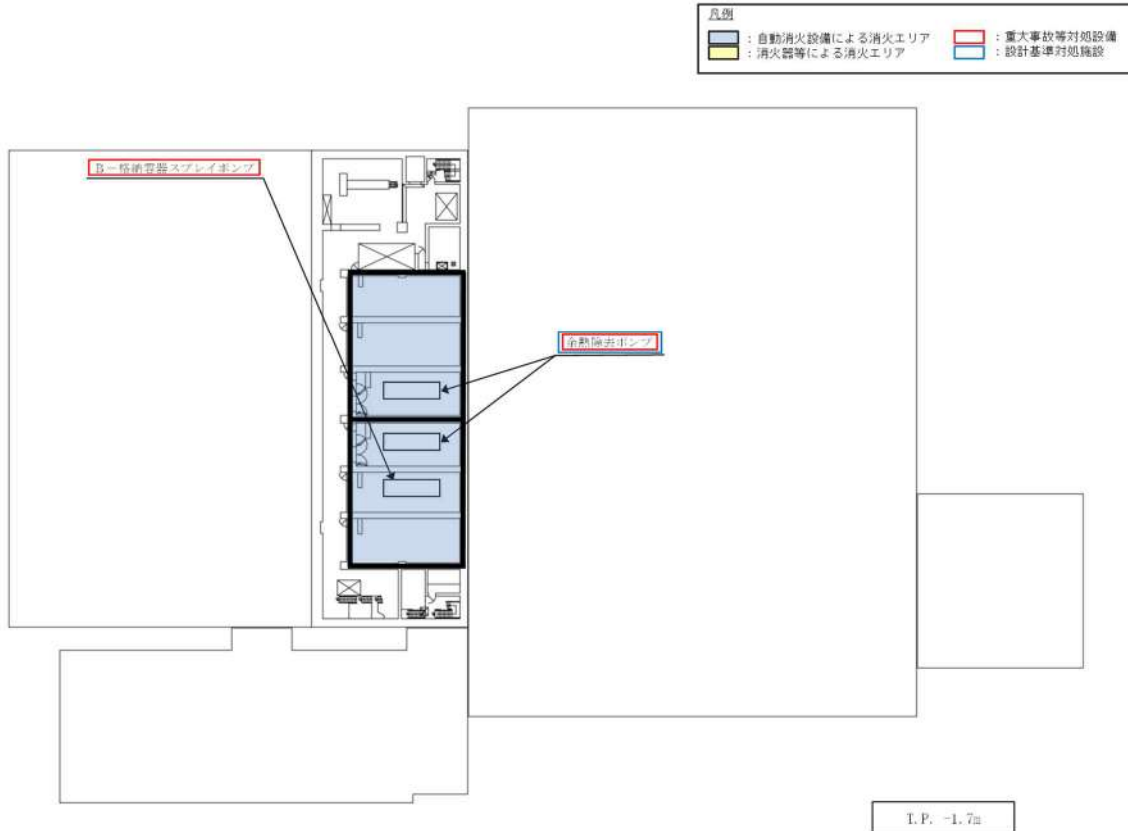 凡例
：自動消火設備による消火エリア
：重大事故等対処設備
：消火器等による消火エリア
：設計基準対処施設
B－格納容器スプレイポンプ
余熱除去ポンプ
T.P. -1.7m